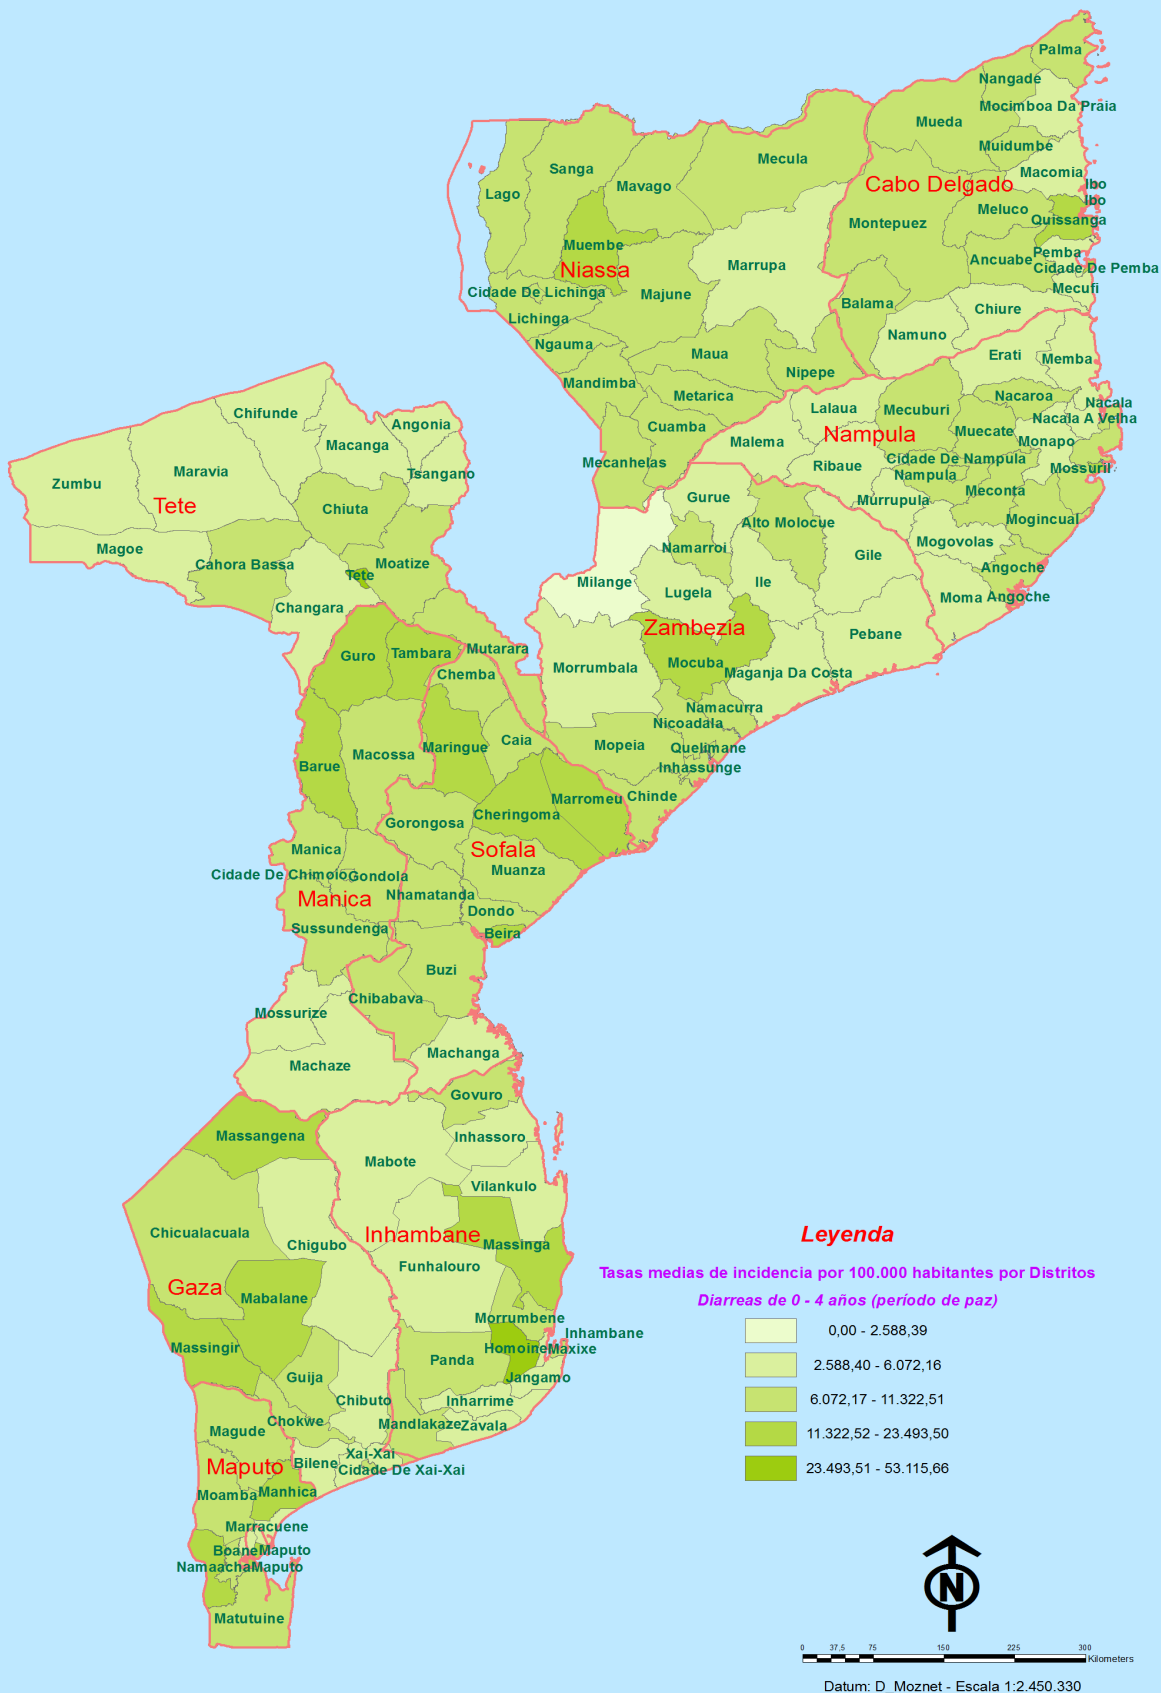 Palma
Nangade
Mocimboa Da Praia
Mueda
Muidumbe
Mecula
Sanga
Macomia
Mavago
Cabo Delgado
Ibo
Lago
Ibo
Meluco
Quissanga
Montepuez
Muembe
Pemba
Ancuabe
Marrupa
Cidade De Pemba
Niassa
Mecufi
Cidade De Lichinga
Majune
Balama
Chiure
Lichinga
Namuno
Ngauma
Maua
Erati
Memba
Nipepe
Mandimba
Metarica
Nacaroa
Nacala
Lalaua
Mecuburi
Chifunde
Nacala A Velha
Angonia
Cuamba
Muecate
Nampula
Malema
Monapo
Macanga
Cidade De Nampula
Mecanhelas
Ribaue
Mossuril
Maravia
Tsangano
Nampula
Zumbu
Meconta
Gurue
Murrupula
Tete
Chiuta
Mogincual
Alto Molocue
Mogovolas
Magoe
Namarroi
Gile
Cahora Bassa
Moatize
Angoche
Tete
Milange
Ile
Lugela
Moma
Angoche
Changara
Zambezia
Pebane
Mutarara
Tambara
Guro
Mocuba
Morrumbala
Chemba
Maganja Da Costa
Namacurra
Nicoadala
Caia
Mopeia
Maringue
Quelimane
Macossa
Barue
Inhassunge
Chinde
Marromeu
Cheringoma
Gorongosa
Manica
Sofala
Muanza
Cidade De Chimoio
Gondola
Nhamatanda
Manica
Dondo
Sussundenga
Beira
Buzi
Chibabava
Mossurize
Machanga
Machaze
Govuro
Massangena
Inhassoro
Mabote
Vilankulo
Chicualacuala
Inhambane
Chigubo
Massinga
Funhalouro
Gaza
Mabalane
Morrumbene
Inhambane
Massingir
Homoine
Maxixe
Panda
Guija
Jangamo
Chibuto
Inharrime
Chokwe
Mandlakaze
Zavala
Magude
Xai-Xai
Bilene
Maputo
Cidade De Xai-Xai
Moamba
Manhica
Marracuene
Boane
Maputo
Namaacha
Maputo
Matutuine
Leyenda
Tasas medias de incidencia por 100.000 habitantes por Distritos
Diarreas de 0 - 4 años (período de paz)
0,00 - 2.588,39
2.588,40 - 6.072,16
6.072,17 - 11.322,51
11.322,52 - 23.493,50
23.493,51 - 53.115,66
N
0 37,5 75 150 225 300
Kilometers
Datum: D_Moznet - Escala 1:2.450.330